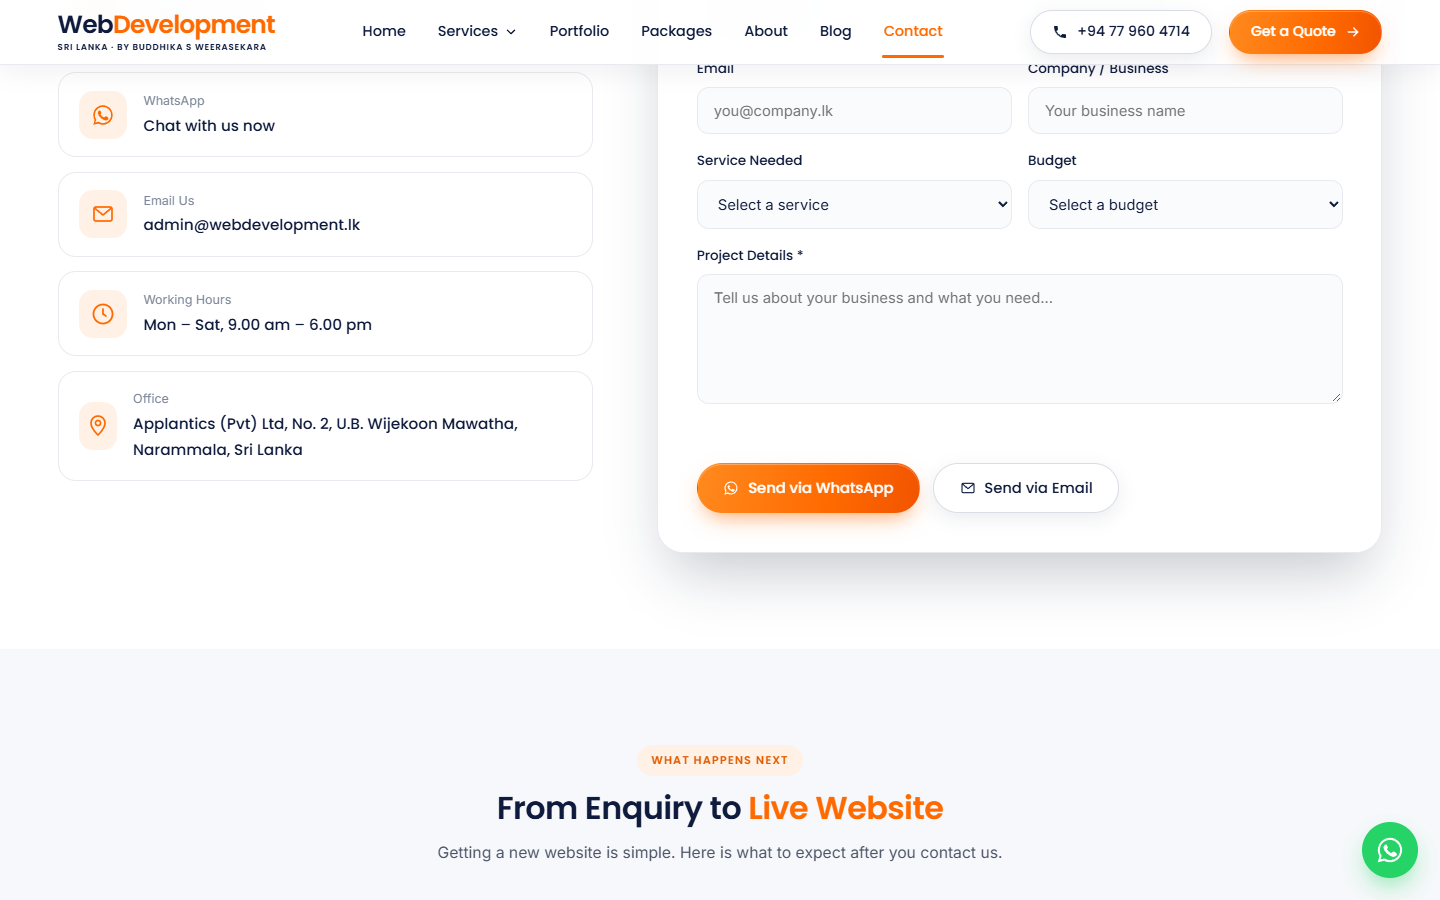 WebDevelopment
SRI LANKA · BY BUDDHIKA S WEERASEKARA
Home
Services
Portfolio
Packages
About
Blog
Contact
+94 77 960 4714
Get a Quote
WhatsApp
Chat with us now
Email Us
admin@webdevelopment.lk
Working Hours
Mon – Sat, 9.00 am – 6.00 pm
Office
Applantics (Pvt) Ltd, No. 2, U.B. Wijekoon Mawatha,
Narammala, Sri Lanka
Email
Company / Business
you@company.lk
Your business name
Service Needed
Budget
Select a service
Select a budget
Project Details *
Tell us about your business and what you need...
Send via WhatsApp
Send via Email
WHAT HAPPENS NEXT
From Enquiry to Live Website
Getting a new website is simple. Here is what to expect after you contact us.